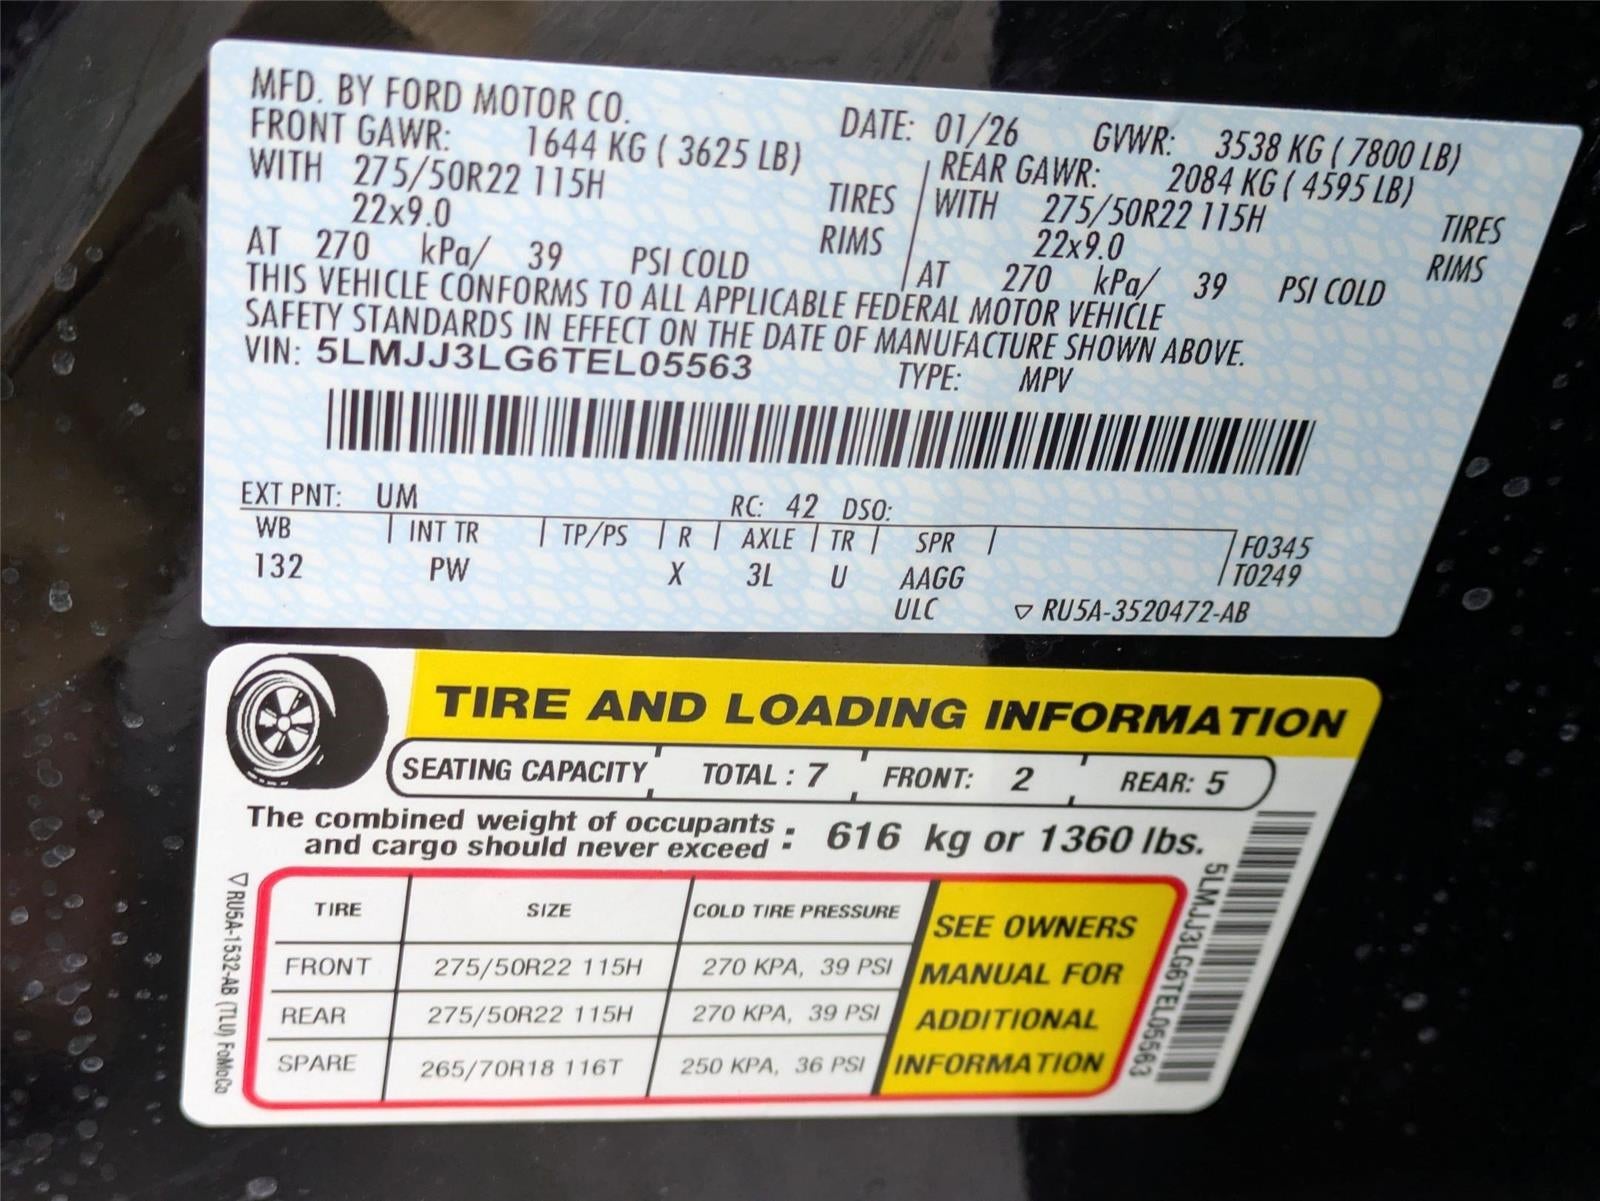 MFD. BY FORD MOTOR CO.
DATE: 01/26 GVWR: 3538 KG ( 7800 LB)
FRONT GAWR: 1644 KG ( 3625 LB)
WITH 275/50R22 115H TIRES
22x9.0 RIMS
AT 270 kPa/ 39 PSI COLD
REAR GAWR: 2084 KG ( 4595 LB)
WITH 275/50R22 115H TIRES
22x9.0 RIMS
AT 270 kPa/ 39 PSI COLD
THIS VEHICLE CONFORMS TO ALL APPLICABLE FEDERAL MOTOR VEHICLE
SAFETY STANDARDS IN EFFECT ON THE DATE OF MANUFACTURE SHOWN ABOVE.
VIN: 5LMJJ3LG6TEL05563 TYPE: MPV
EXT PNT: UM RC: 42 DSO:
WB INT TR TP/PS R AXLE TR SPR F0345
132 PW X 3L U AAGG T0249
ULC ▽ RU5A-3520472-AB
TIRE AND LOADING INFORMATION
SEATING CAPACITY TOTAL : 7 FRONT: 2 REAR: 5
The combined weight of occupants
and cargo should never exceed : 616 kg or 1360 lbs.
TIRE SIZE COLD TIRE PRESSURE
FRONT 275/50R22 115H 270 KPA, 39 PSI
REAR 275/50R22 115H 270 KPA, 39 PSI
SPARE 265/70R18 116T 250 KPA, 36 PSI
SEE OWNERS
MANUAL FOR
ADDITIONAL
INFORMATION
5LMJJ3LG6TEL05563
▽RU5A-1532-AB (TLU) FoMoCo